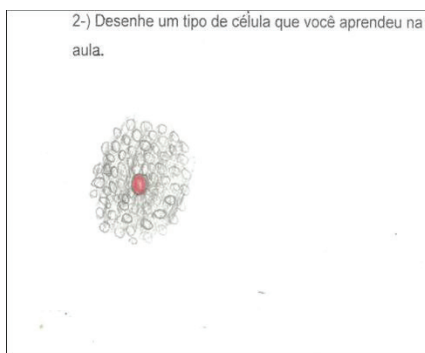 2-) Desenhe um tipo de célula que você aprendeu na
aula.